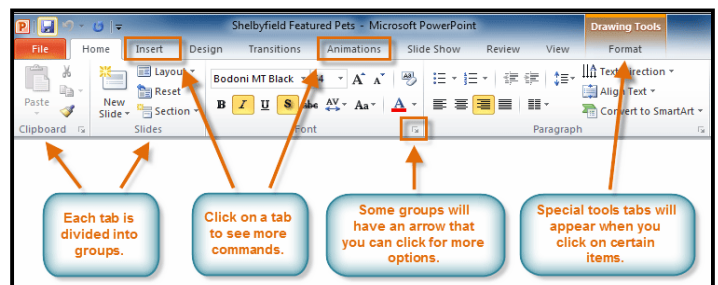 Shelbyfield Featured Pets - Microsoft PowerPoint
Drawing Tools
File Home Insert Design Transitions Animations Slide Show Review View Format
Paste
New
Slide
Layout
Reset
Section
Bodoni MT Black
B I U S abc AV Aa A
A A
Text Direction
Align Text
Convert to SmartArt
Clipboard Slides Font Paragraph
Each tab is
divided into
groups.
Click on a tab
to see more
commands.
Some groups will
have an arrow that
you can click for more
options.
Special tools tabs will
appear when you
click on certain
items.